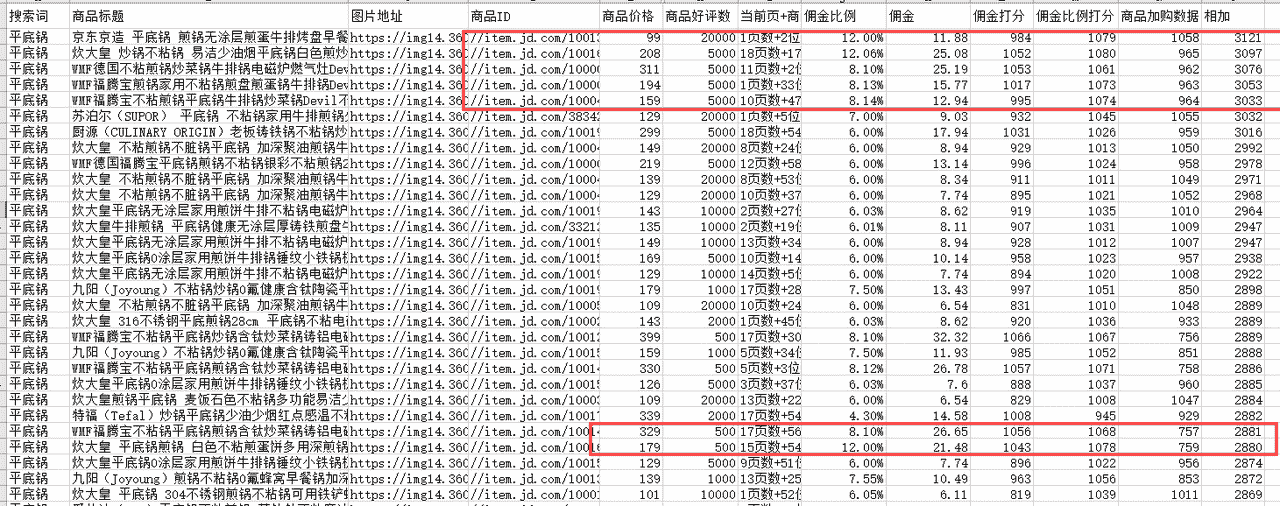 搜索词 商品标题 图片地址 商品ID 商品价格 商品好评数 当前页+商 佣金比例 佣金 佣金打分 佣金比例打分 商品加购数据 相加
平底锅 京东京造 平底锅 煎锅无涂层煎蛋牛排烤盘早餐 https://img14.360 //item.jd.com/10013 99 20000 1页数+2位 12.00% 11.88 984 1079 1058 3121
平底锅 炊大皇 炒锅不粘锅 易洁少油烟平底锅白色煎炒 https://img14.360 //item.jd.com/10016 208 5000 18页数+17 12.06% 25.08 1052 1080 965 3097
平底锅 WMF德国不粘煎锅炒菜锅牛排锅电磁炉燃气灶Dev https://img14.360 //item.jd.com/10000 311 5000 11页数+2位 8.10% 25.19 1053 1061 962 3076
平底锅 WMF福腾宝煎锅家用不粘锅煎盘煎蛋锅牛排锅Dev https://img14.360 //item.jd.com/10000 194 5000 1页数+33位 8.13% 15.77 1017 1073 963 3053
平底锅 WMF福腾宝不粘煎锅平底锅牛排锅炒菜锅Devil不 https://img14.360 //item.jd.com/10004 159 5000 10页数+47 8.14% 12.94 995 1074 964 3033
平底锅 苏泊尔（SUPOR） 平底锅 不粘锅家用牛排煎锅 https://img14.360 //item.jd.com/38342 129 20000 1页数+5位 7.00% 9.03 932 1045 1055 3032
平底锅 厨源（CULINARY ORIGIN）老板铸铁锅不粘锅炒 https://img14.360 //item.jd.com/10019 299 5000 18页数+54 6.00% 17.94 1031 1026 959 3016
平底锅 炊大皇 不粘煎锅不脏锅平底锅 加深聚油煎锅牛 https://img14.360 //item.jd.com/10004 149 20000 8页数+24位 6.00% 8.94 929 1013 1050 2992
平底锅 WMF德国福腾宝平底锅煎锅不粘锅银彩不粘煎锅2 https://img14.360 //item.jd.com/10000 219 5000 12页数+58 6.00% 13.14 996 1024 958 2978
平底锅 炊大皇 不粘煎锅不脏锅平底锅 加深聚油煎锅牛 https://img14.360 //item.jd.com/10004 139 20000 8页数+53位 6.00% 8.34 911 1011 1049 2971
平底锅 炊大皇 不粘煎锅不脏锅平底锅 加深聚油煎锅牛 https://img14.360 //item.jd.com/10004 129 20000 10页数+37 6.00% 7.74 895 1021 1052 2968
平底锅 炊大皇平底锅无涂层家用煎饼牛排不粘锅电磁炉 https://img14.360 //item.jd.com/10019 143 10000 2页数+27位 6.03% 8.62 919 1035 1010 2964
平底锅 炊大皇牛排煎锅 平底锅健康无涂层厚铸铁煎盘牛 https://img14.360 //item.jd.com/33212 135 10000 2页数+19位 6.01% 8.11 907 1031 1009 2947
平底锅 炊大皇平底锅无涂层家用煎饼牛排不粘锅电磁炉 https://img14.360 //item.jd.com/10019 149 10000 13页数+34 6.00% 8.94 928 1012 1007 2947
平底锅 炊大皇平底锅0涂层家用煎饼牛排锅锤纹小铁锅 https://img14.360 //item.jd.com/10015 169 5000 10页数+14 6.00% 10.14 958 1023 957 2938
平底锅 炊大皇平底锅无涂层家用煎饼牛排不粘锅电磁炉 https://img14.360 //item.jd.com/10019 129 10000 14页数+5位 6.00% 7.74 894 1020 1008 2922
平底锅 九阳（Joyoung）不粘锅炒锅0氟健康含钛陶瓷平 https://img14.360 //item.jd.com/10019 179 1000 17页数+28 7.50% 13.43 997 1051 850 2898
平底锅 炊大皇 不粘煎锅不脏锅平底锅 加深聚油煎锅牛 https://img14.360 //item.jd.com/10005 109 20000 10页数+24 6.00% 6.54 831 1010 1048 2889
平底锅 炊大皇 316不锈钢平底煎锅28cm 平底锅不粘电 https://img14.360 //item.jd.com/10002 143 2000 1页数+45位 6.03% 8.62 920 1036 933 2889
平底锅 WMF福腾宝不粘锅平底锅炒锅含钛炒菜锅铸铝电 https://img14.360 //item.jd.com/10012 399 500 17页数+30 8.10% 32.32 1066 1067 756 2889
平底锅 九阳（Joyoung）不粘锅炒锅0氟健康含钛陶瓷平 https://img14.360 //item.jd.com/10015 159 1000 5页数+34位 7.50% 11.93 985 1052 851 2888
平底锅 WMF福腾宝不粘锅平底锅煎锅含钛炒菜锅铸铝电 https://img14.360 //item.jd.com/10014 330 500 5页数+3位 8.12% 26.78 1057 1071 758 2886
平底锅 炊大皇平底锅0涂层家用煎饼牛排锅锤纹小铁锅 https://img14.360 //item.jd.com/10015 126 5000 3页数+37位 6.03% 7.6 888 1037 960 2885
平底锅 炊大皇煎锅平底锅 麦饭石色不粘锅多功能易洁少 https://img14.360 //item.jd.com/10003 109 20000 13页数+22 6.00% 6.54 829 1008 1047 2884
平底锅 特福（Tefal）炒锅平底锅少油少烟红点感温不粘 https://img14.360 //item.jd.com/10017 339 2000 17页数+54 4.30% 14.58 1008 945 929 2882
平底锅 WMF福腾宝不粘锅平底锅煎锅含钛炒菜锅铸铝电 https://img14.360 //item.jd.com/10014 329 500 17页数+56 8.10% 26.65 1056 1068 757 2881
平底锅 炊大皇 平底锅煎锅 白色不粘煎蛋饼多用深煎锅 https://img14.360 //item.jd.com/10016 179 500 15页数+54 12.00% 21.48 1043 1078 759 2880
平底锅 炊大皇平底锅0涂层家用煎饼牛排锅锤纹小铁锅 https://img14.360 //item.jd.com/10015 129 5000 9页数+51位 6.00% 7.74 896 1022 956 2874
平底锅 九阳（Joyoung）煎锅不粘锅0氟蜂窝早餐锅加深 https://img14.360 //item.jd.com/10013 139 1000 13页数+25 7.55% 10.49 963 1056 853 2872
平底锅 炊大皇 平底锅 304不锈钢煎锅不粘锅可用铁铲 https://img14.360 //item.jd.com/10001 101 10000 1页数+52位 6.05% 6.11 819 1039 1011 2869